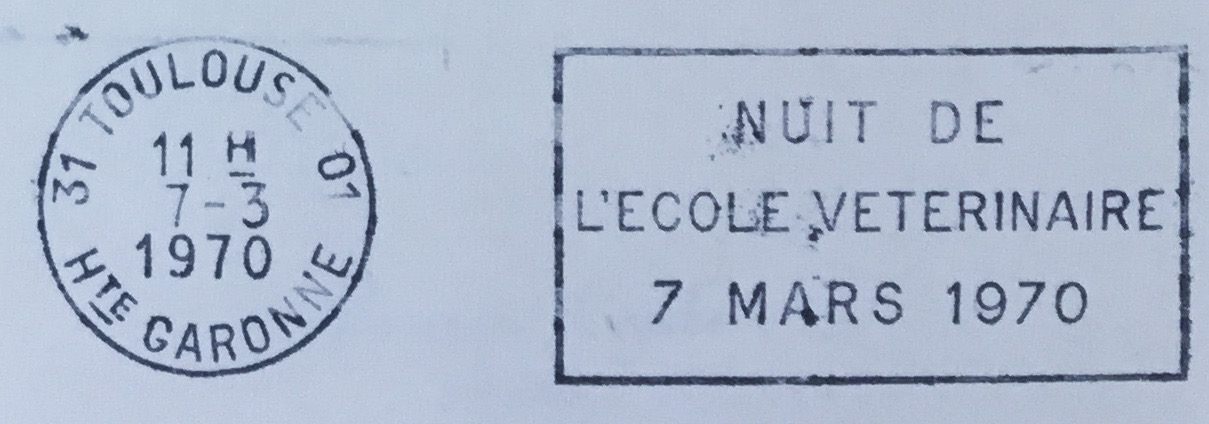 31 TOULOUSE 01
11 H
7-3
1970
HTE GARONNE
NUIT DE
L'ECOLE VETERINAIRE
7 MARS 1970